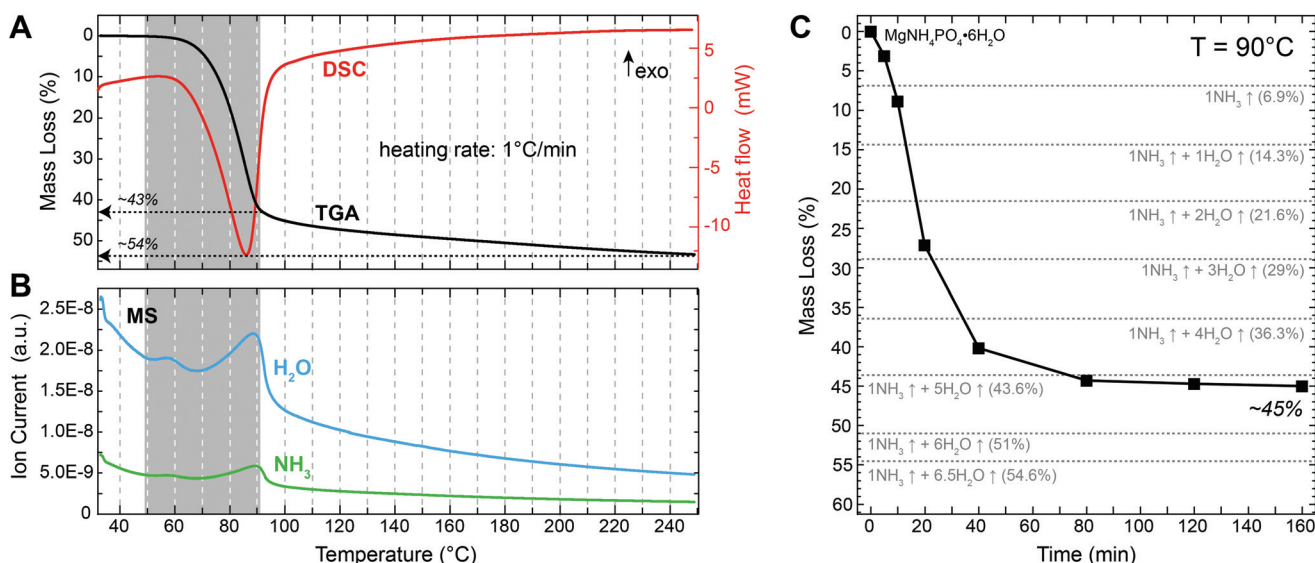 A
0
10
20
30
40
50
Mass Loss (%)
~43%
~54%
DSC
TGA
heating rate: 1°C/min
↑exo
5
0
-5
-10
Heat flow (mW)
B
2.5E-8
2.0E-8
1.5E-8
1.0E-8
5.0E-9
0
Ion Current (a.u.)
MS
H₂O
NH₃
40 60 80 100 120 140 160 180 200 220 240
Temperature (°C)
C
0
5
10
15
20
25
30
35
40
45
50
55
60
Mass Loss (%)
MgNH₄PO₄•6H₂O
T = 90°C
1NH₃ ↑ (6.9%)
1NH₃ ↑ + 1H₂O ↑ (14.3%)
1NH₃ ↑ + 2H₂O ↑ (21.6%)
1NH₃ ↑ + 3H₂O ↑ (29%)
1NH₃ ↑ + 4H₂O ↑ (36.3%)
1NH₃ ↑ + 5H₂O ↑ (43.6%)
~45%
1NH₃ ↑ + 6H₂O ↑ (51%)
1NH₃ ↑ + 6.5H₂O ↑ (54.6%)
0 20 40 60 80 100 120 140 160
Time (min)